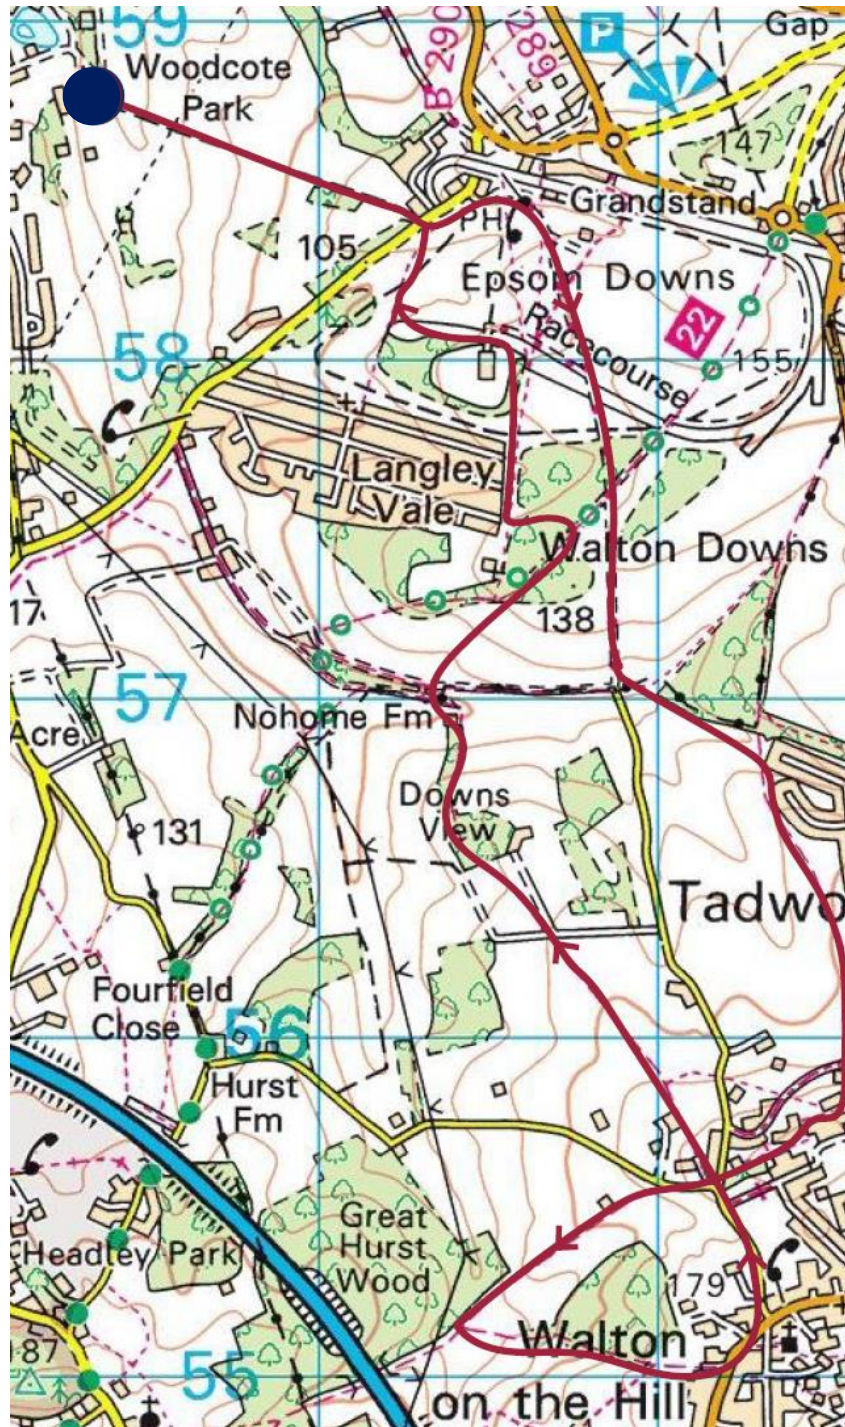 59
Gap
P
B 290
289
Woodcote
Park
147
Grandstand
PH
105
Epsom Downs
Racecourse
22
58
155
Langley
Vale
Walton Downs
17
138
57
Nohome Fm
Acre
Downs
View
131
Tadwo
Fourfield
Close
56
Hurst
Fm
Great
Hurst
Wood
Headley Park
179
87
Walton
55
on the Hill